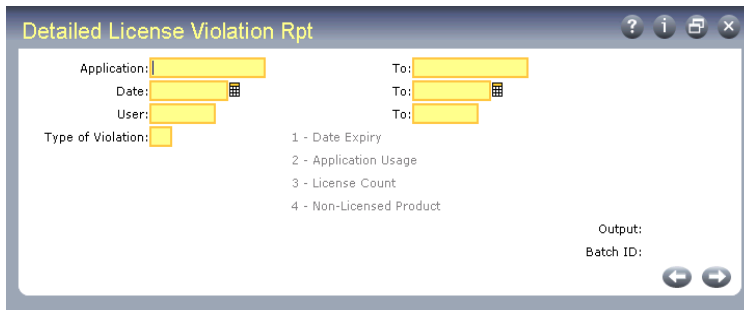 Detailed License Violation Rpt
Application: To:
Date: To:
User: To:
Type of Violation: 1 - Date Expiry
2 - Application Usage
3 - License Count
4 - Non-Licensed Product
Output:
Batch ID: